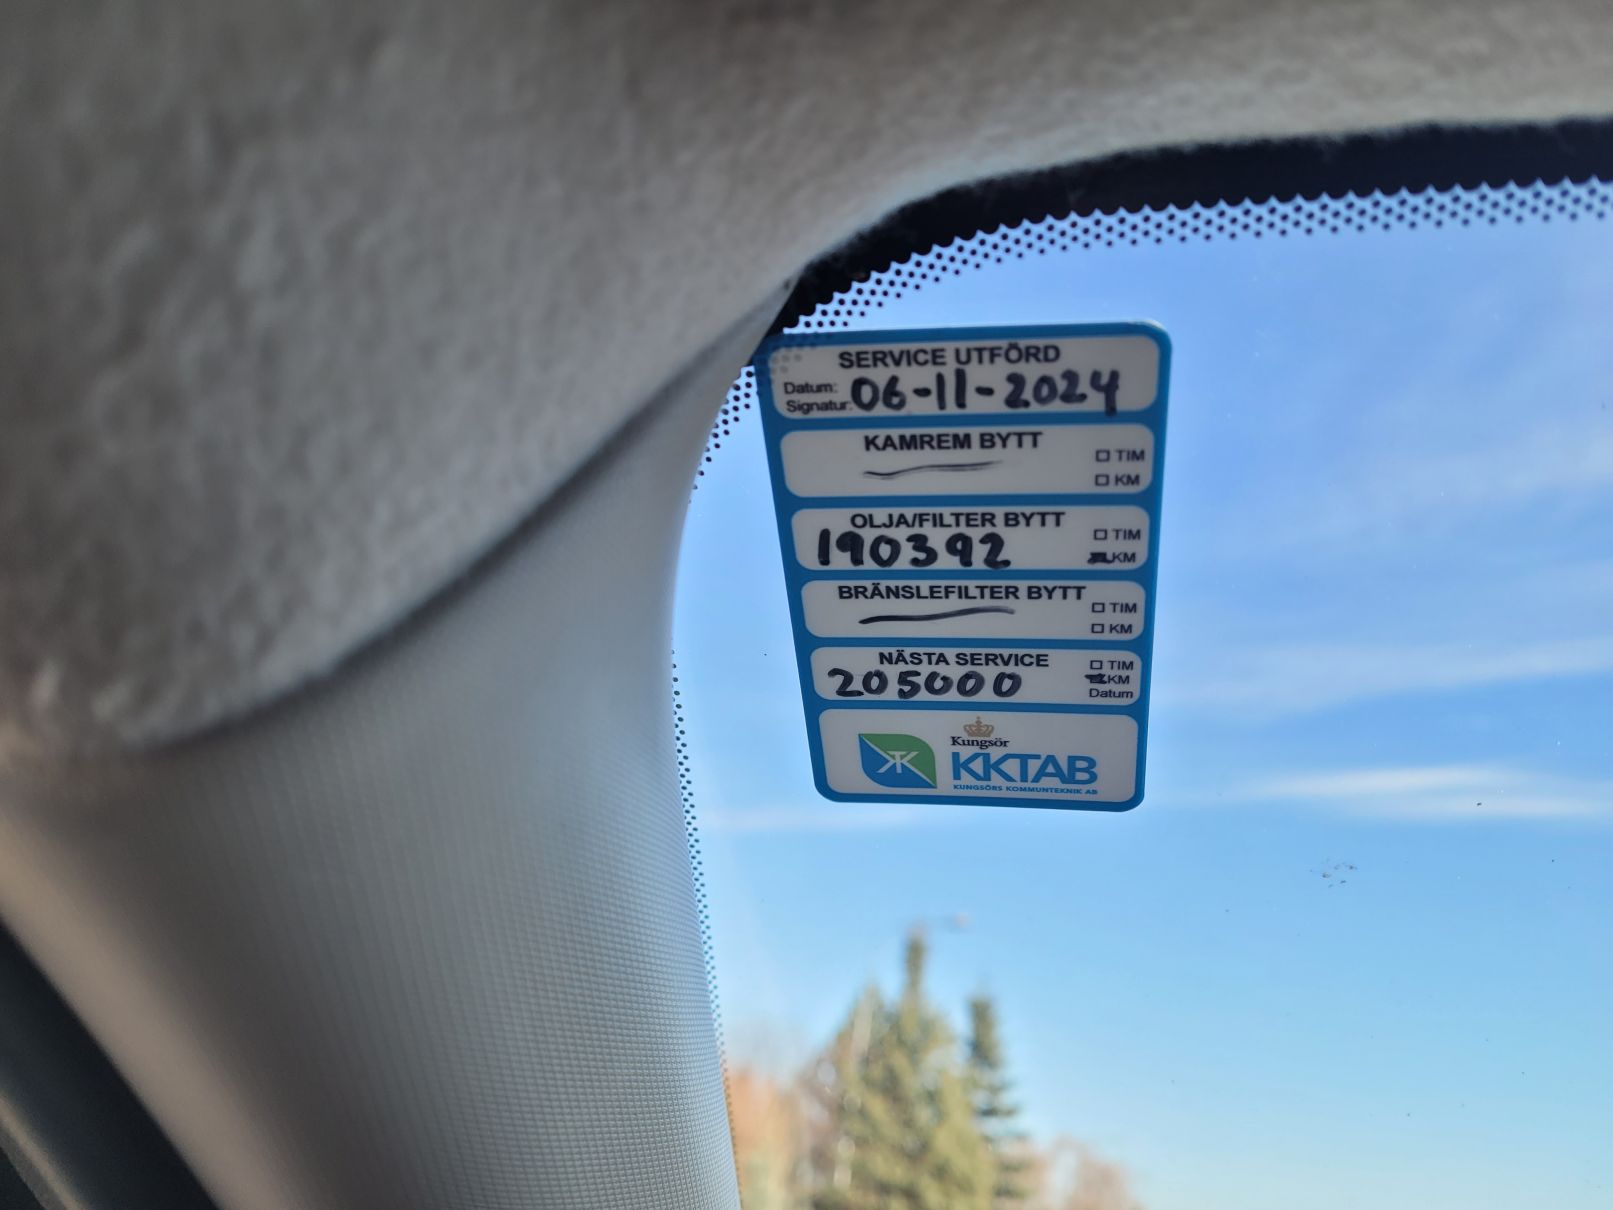 SERVICE UTFÖRD
Datum: 06-11-2024
Signatur:
KAMREM BYTT
TIM
KM
OLJA/FILTER BYTT
190392
TIM
KM
BRÄNSLEFILTER BYTT
TIM
KM
NÄSTA SERVICE
205000
TIM
KM
Datum
Kungsör
KKTAB
KUNGSÖRS KOMMUNTEKNIK AB